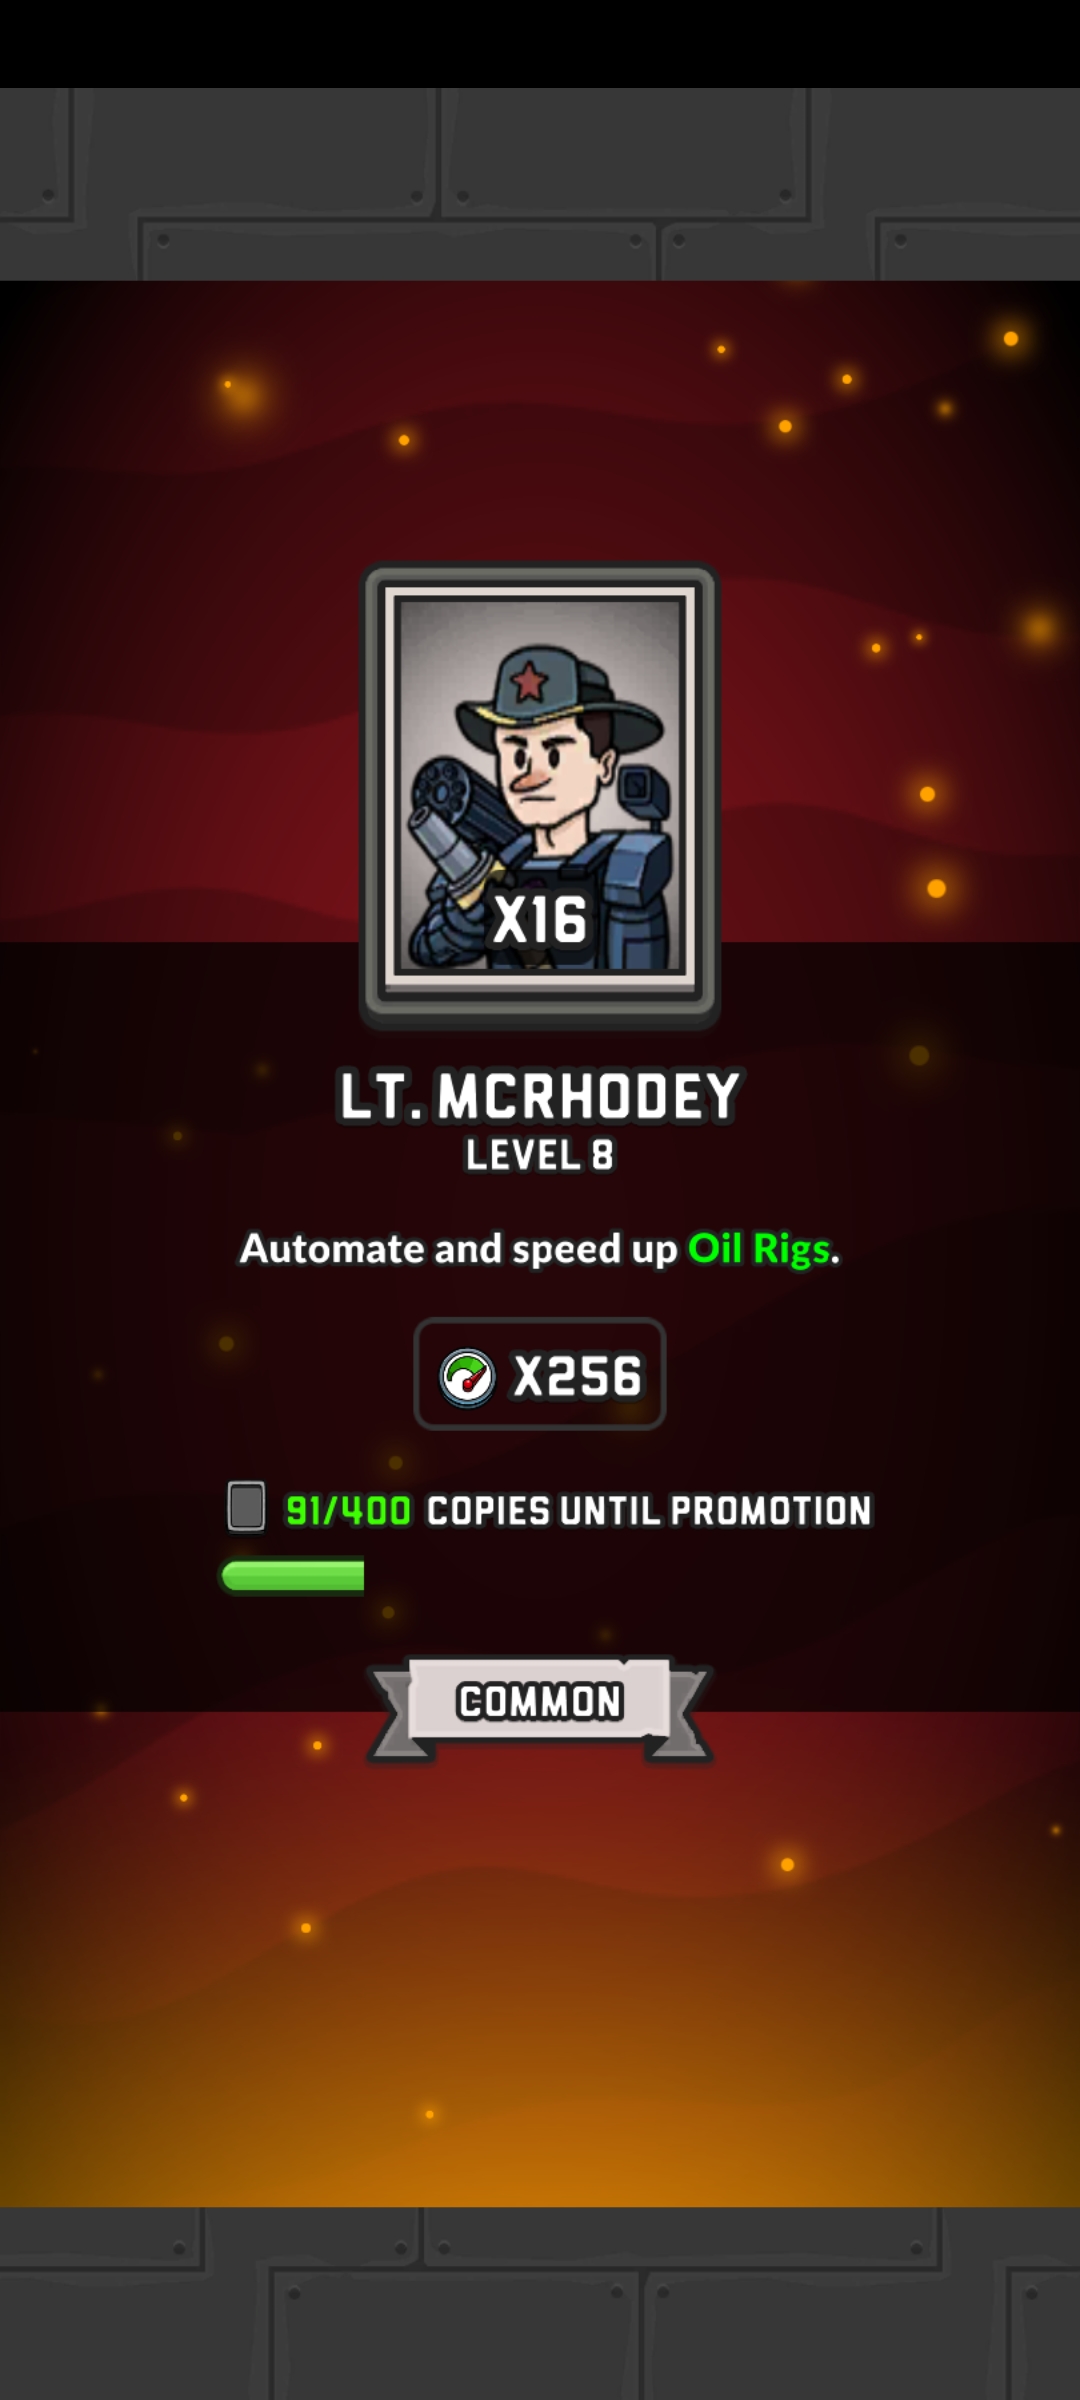 X16
LT. MCRHODEY
LEVEL 8
Automate and speed up Oil Rigs.
X256
91/400 COPIES UNTIL PROMOTION
COMMON